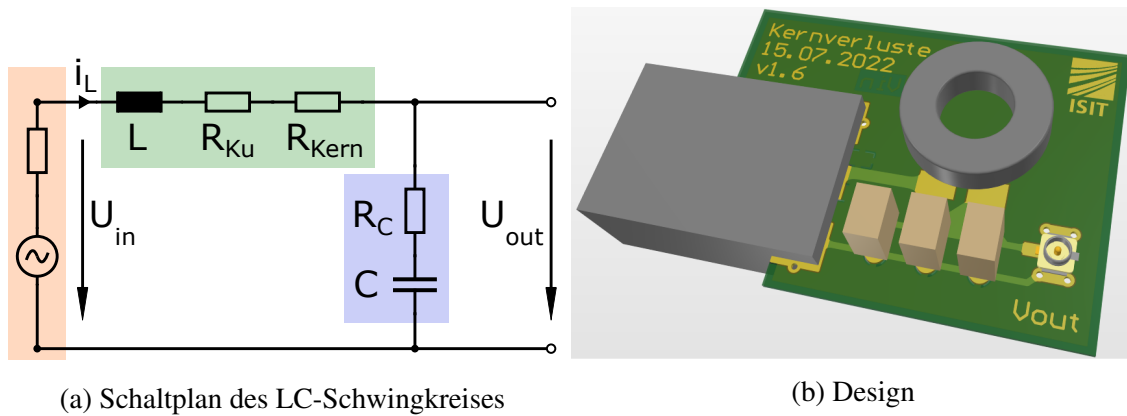 i_L
L
R_Ku
R_Kern
U_in
R_C
C
U_out
Kernverluste
15.07.2022
v1.6
ISIT
Vout
(a) Schaltplan des LC-Schwingkreises
(b) Design